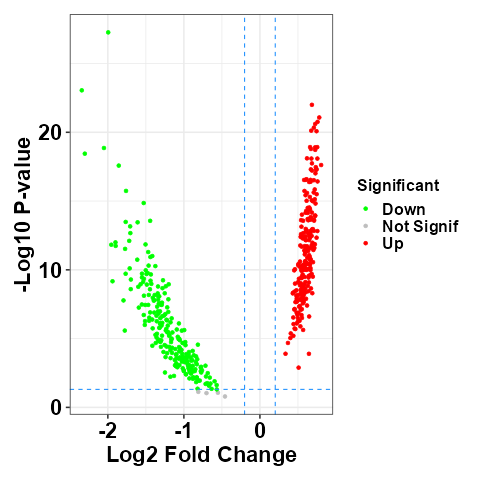 -Log10 P-value
20
10
0
-2
-1
0
Log2 Fold Change
Significant
Down
Not Signif
Up